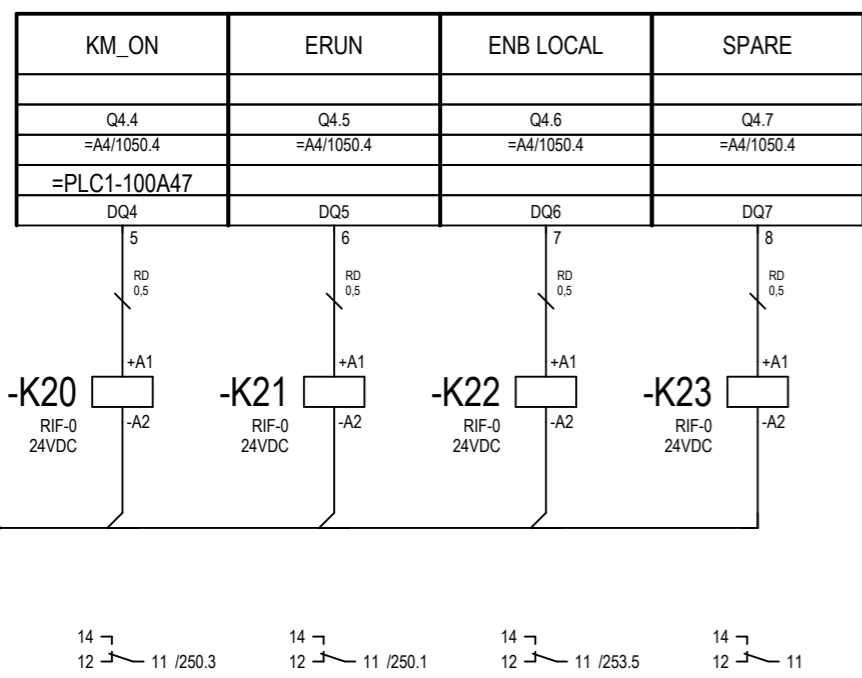 KM_ON ERUN ENB LOCAL SPARE
Q4.4 Q4.5 Q4.6 Q4.7
=A4/1050.4 =A4/1050.4 =A4/1050.4 =A4/1050.4
=PLC1-100A47
DQ4 DQ5 DQ6 DQ7
5 6 7 8
RD RD RD RD
0,5 0,5 0,5 0,5
+A1 +A1 +A1 +A1
-K20 -K21 -K22 -K23
RIF-0 -A2 RIF-0 -A2 RIF-0 -A2 RIF-0 -A2
24VDC 24VDC 24VDC 24VDC
14 14 14 14
12 11 /250.3 12 11 /250.1 12 11 /253.5 12 11